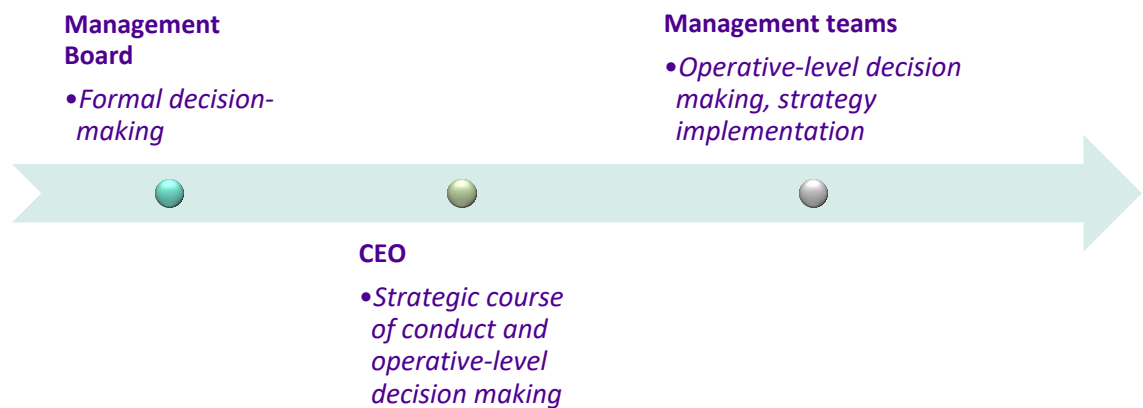 Management
Board
•Formal decision-
making
CEO
•Strategic course
of conduct and
operative-level
decision making
Management teams
•Operative-level decision
making, strategy
implementation